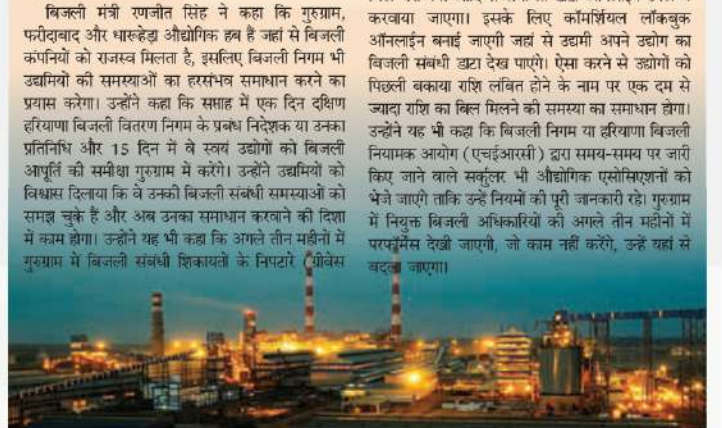 बिजली मंत्री रणजीत सिंह ने कहा कि गुरुग्राम,
फरीदाबाद और धारूहेड़ा औद्योगिक हब हैं जहां से बिजली
कंपनियों को राजस्व मिलता है, इसलिए बिजली निगम भी
उद्यमियों की समस्याओं का हरसंभव समाधान करने का
प्रयास करेगा। उन्होंने कहा कि सप्ताह में एक दिन दक्षिण
हरियाणा बिजली वितरण निगम के प्रबंध निदेशक या उनका
प्रतिनिधि और 15 दिन में वे स्वयं उद्योगों को बिजली
आपूर्ति की समीक्षा गुरुग्राम में करेंगे। उन्होंने उद्यमियों को
विश्वास दिलाया कि वे उनकी बिजली संबंधी समस्याओं को
समझ चुके हैं और अब उनका समाधान करवाने की दिशा
में काम होगा। उन्होंने यह भी कहा कि अगले तीन महीनों में
गुरुग्राम में बिजली संबंधी शिकायतों के निपटारे (ग्रीवेंस
करवाया जाएगा। इसके लिए कॉमर्शियल लॉकबुक
ऑनलाईन बनाई जाएगी जहां से उद्यमी अपने उद्योग का
बिजली संबंधी डाटा देख पाएंगे। ऐसा करने से उद्योगों को
पिछली बकाया राशि लंबित होने के नाम पर एक दम से
ज्यादा राशि का बिल मिलने की समस्या का समाधान होगा।
उन्होंने यह भी कहा कि बिजली निगम या हरियाणा बिजली
नियामक आयोग (एचईआरसी) द्वारा समय-समय पर जारी
किए जाने वाले सर्कुलर भी औद्योगिक एसोसिएशनों को
भेजे जाएंगे ताकि उन्हें नियमों की पूरी जानकारी रहे। गुरुग्राम
में नियुक्त बिजली अधिकारियों की अगले तीन महीनों में
परफॉर्मेंस देखी जाएगी, जो काम नहीं करेंगे, उन्हें यहां से
बदला जाएगा।